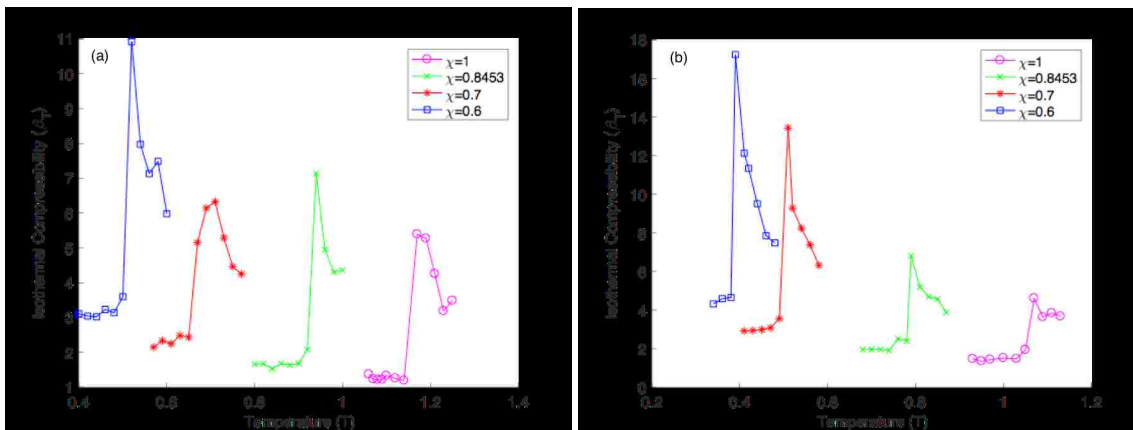 (a)
χ=1
χ=0.8453
χ=0.7
χ=0.6
11
10
9
8
7
6
5
4
3
2
1
0.4
0.6
0.8
1
1.2
1.4
Isothermal Compressibility (β_T)
Temperature (T)
(b)
χ=1
χ=0.8453
χ=0.7
χ=0.6
18
16
14
12
10
8
6
4
2
0
0.2
0.4
0.6
0.8
1
1.2
Isothermal Compressibility (β_T)
Temperature (T)